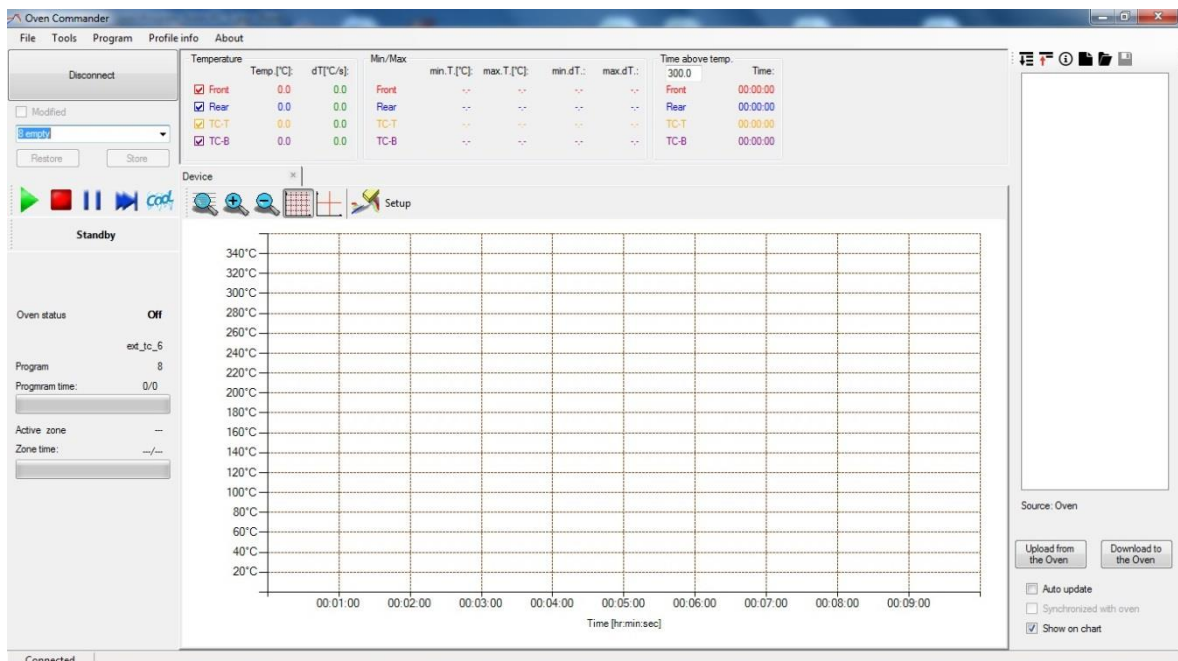 Oven Commander
File Tools Program Profile info About
Disconnect
Modified
8 empty
Restore Store
cool
Standby
Oven status Off
ext_tc_6
Program 8
Progmram time: 0/0
Active zone ---
Zone time: ---/---
Temperature
Temp.[°C]: dT[°C/s]:
Front 0.0 0.0
Rear 0.0 0.0
TC-T 0.0 0.0
TC-B 0.0 0.0
Min/Max
min.T.[°C]: max.T.[°C]: min.dT.: max.dT.:
Front -.- -.- -.- -.-
Rear -.- -.- -.- -.-
TC-T -.- -.- -.- -.-
TC-B -.- -.- -.- -.-
Time above temp.
300.0 Time:
Front 00:00:00
Rear 00:00:00
TC-T 00:00:00
TC-B 00:00:00
Device
Setup
340°C
320°C
300°C
280°C
260°C
240°C
220°C
200°C
180°C
160°C
140°C
120°C
100°C
80°C
60°C
40°C
20°C
00:01:00 00:02:00 00:03:00 00:04:00 00:05:00 00:06:00 00:07:00 00:08:00 00:09:00
Time [hr:min:sec]
Source: Oven
Upload from
the Oven
Download to
the Oven
Auto update
Synchronized with oven
Show on chart
Connected